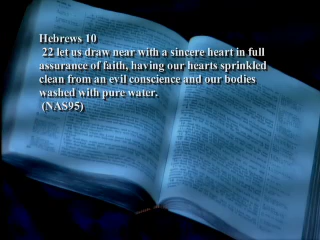 Hebrews 10
22 let us draw near with a sincere heart in full
assurance of faith, having our hearts sprinkled
clean from an evil conscience and our bodies
washed with pure water.
(NAS95)